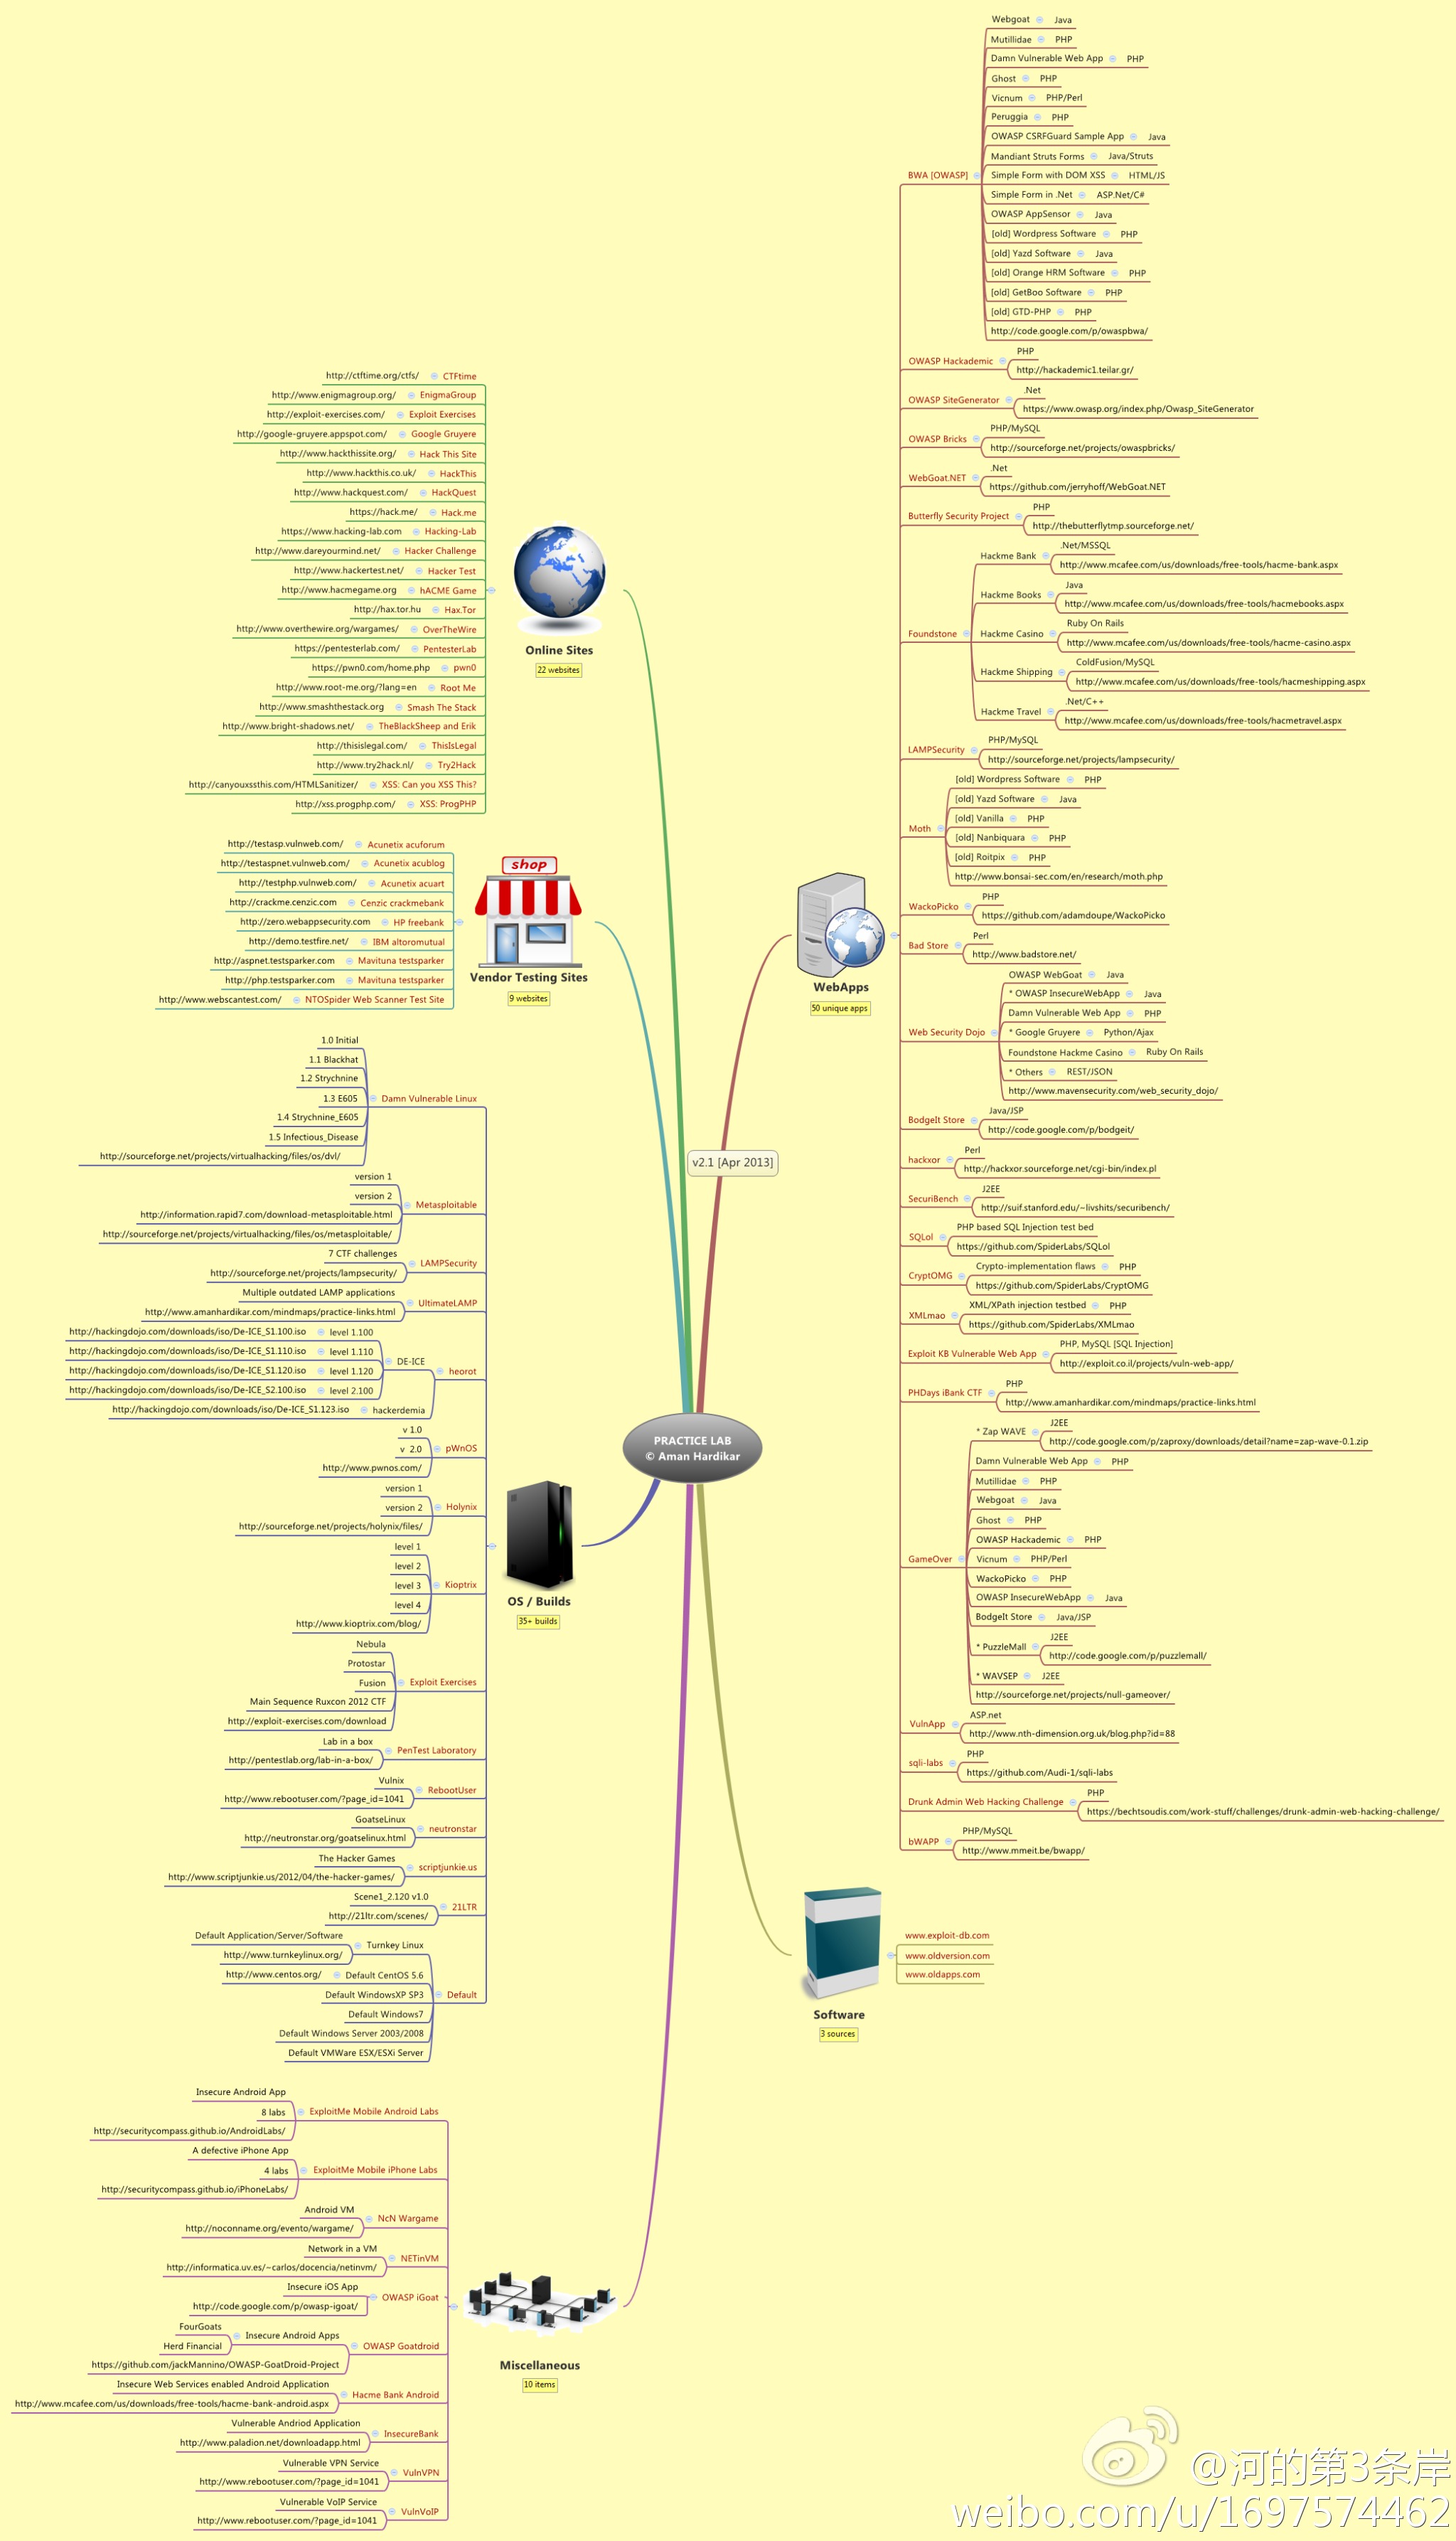 PRACTICE LAB
© Aman Hardikar
v2.1 [Apr 2013]
WebApps
50 unique apps
BWA [OWASP]
Webgoat Java
Mutillidae PHP
Damn Vulnerable Web App PHP
Ghost PHP
Vicnum PHP/Perl
Peruggia PHP
OWASP CSRFGuard Sample App Java
Mandiant Struts Forms Java/Struts
Simple Form with DOM XSS HTML/JS
Simple Form in .Net ASP.Net/C#
OWASP AppSensor Java
[old] Wordpress Software PHP
[old] Yazd Software Java
[old] Orange HRM Software PHP
[old] GetBoo Software PHP
[old] GTD-PHP PHP
http://code.google.com/p/owaspbwa/
OWASP Hackademic
PHP
http://hackademic1.teilar.gr/
OWASP SiteGenerator
.Net
https://www.owasp.org/index.php/Owasp_SiteGenerator
OWASP Bricks
PHP/MySQL
http://sourceforge.net/projects/owaspbricks/
WebGoat.NET
.Net
https://github.com/jerryhoff/WebGoat.NET
Butterfly Security Project
PHP
http://thebutterflytmp.sourceforge.net/
Foundstone
Hackme Bank
.Net/MSSQL
http://www.mcafee.com/us/downloads/free-tools/hacme-bank.aspx
Hackme Books
Java
http://www.mcafee.com/us/downloads/free-tools/hacmebooks.aspx
Hackme Casino
Ruby On Rails
http://www.mcafee.com/us/downloads/free-tools/hacme-casino.aspx
Hackme Shipping
ColdFusion/MySQL
http://www.mcafee.com/us/downloads/free-tools/hacmeshipping.aspx
Hackme Travel
.Net/C++
http://www.mcafee.com/us/downloads/free-tools/hacmetravel.aspx
LAMPSecurity
PHP/MySQL
http://sourceforge.net/projects/lampsecurity/
Moth
[old] Wordpress Software PHP
[old] Yazd Software Java
[old] Vanilla PHP
[old] Nanbiquara PHP
[old] Roitpix PHP
http://www.bonsai-sec.com/en/research/moth.php
WackoPicko
PHP
https://github.com/adamdoupe/WackoPicko
Bad Store
Perl
http://www.badstore.net/
Web Security Dojo
OWASP WebGoat Java
* OWASP InsecureWebApp Java
Damn Vulnerable Web App PHP
* Google Gruyere Python/Ajax
Foundstone Hackme Casino Ruby On Rails
* Others REST/JSON
http://www.mavensecurity.com/web_security_dojo/
BodgeIt Store
Java/JSP
http://code.google.com/p/bodgeit/
hackxor
Perl
http://hackxor.sourceforge.net/cgi-bin/index.pl
SecuriBench
J2EE
http://suif.stanford.edu/~livshits/securibench/
SQLol
PHP based SQL Injection test bed
https://github.com/SpiderLabs/SQLol
CryptOMG
Crypto-implementation flaws PHP
https://github.com/SpiderLabs/CryptOMG
XMLmao
XML/XPath injection testbed PHP
https://github.com/SpiderLabs/XMLmao
Exploit KB Vulnerable Web App
PHP, MySQL [SQL Injection]
http://exploit.co.il/projects/vuln-web-app/
PHDays iBank CTF
PHP
http://www.amanhardikar.com/mindmaps/practice-links.html
GameOver
* Zap WAVE
J2EE
http://code.google.com/p/zaproxy/downloads/detail?name=zap-wave-0.1.zip
Damn Vulnerable Web App PHP
Mutillidae PHP
Webgoat Java
Ghost PHP
OWASP Hackademic PHP
Vicnum PHP/Perl
WackoPicko PHP
OWASP InsecureWebApp Java
BodgeIt Store Java/JSP
* PuzzleMall
J2EE
http://code.google.com/p/puzzlemall/
* WAVSEP J2EE
http://sourceforge.net/projects/null-gameover/
VulnApp
ASP.net
http://www.nth-dimension.org.uk/blog.php?id=88
sqli-labs
PHP
https://github.com/Audi-1/sqli-labs
Drunk Admin Web Hacking Challenge
PHP
https://bechtsoudis.com/work-stuff/challenges/drunk-admin-web-hacking-challenge/
bWAPP
PHP/MySQL
http://www.mmeit.be/bwapp/
Software
3 sources
www.exploit-db.com
www.oldversion.com
www.oldapps.com
Online Sites
22 websites
http://ctftime.org/ctfs/ CTFtime
http://www.enigmagroup.org/ EnigmaGroup
http://exploit-exercises.com/ Exploit Exercises
http://google-gruyere.appspot.com/ Google Gruyere
http://www.hackthissite.org/ Hack This Site
http://www.hackthis.co.uk/ HackThis
http://www.hackquest.com/ HackQuest
https://hack.me/ Hack.me
https://www.hacking-lab.com Hacking-Lab
http://www.dareyourmind.net/ Hacker Challenge
http://www.hackertest.net/ Hacker Test
http://www.hacmegame.org hACME Game
http://hax.tor.hu Hax.Tor
http://www.overthewire.org/wargames/ OverTheWire
https://pentesterlab.com/ PentesterLab
https://pwn0.com/home.php pwn0
http://www.root-me.org/?lang=en Root Me
http://www.smashthestack.org Smash The Stack
http://www.bright-shadows.net/ TheBlackSheep and Erik
http://thisislegal.com/ ThisIsLegal
http://www.try2hack.nl/ Try2Hack
http://canyouxssthis.com/HTMLSanitizer/ XSS: Can you XSS This?
http://xss.progphp.com/ XSS: ProgPHP
shop
Vendor Testing Sites
9 websites
http://testasp.vulnweb.com/ Acunetix acuforum
http://testaspnet.vulnweb.com/ Acunetix acublog
http://testphp.vulnweb.com/ Acunetix acuart
http://crackme.cenzic.com Cenzic crackmebank
http://zero.webappsecurity.com HP freebank
http://demo.testfire.net/ IBM altoromutual
http://aspnet.testsparker.com Mavituna testsparker
http://php.testsparker.com Mavituna testsparker
http://www.webscantest.com/ NTOSpider Web Scanner Test Site
OS / Builds
35+ builds
Damn Vulnerable Linux
1.0 Initial
1.1 Blackhat
1.2 Strychnine
1.3 E605
1.4 Strychnine_E605
1.5 Infectious_Disease
http://sourceforge.net/projects/virtualhacking/files/os/dvl/
Metasploitable
version 1
version 2
http://information.rapid7.com/download-metasploitable.html
http://sourceforge.net/projects/virtualhacking/files/os/metasploitable/
LAMPSecurity
7 CTF challenges
http://sourceforge.net/projects/lampsecurity/
UltimateLAMP
Multiple outdated LAMP applications
http://www.amanhardikar.com/mindmaps/practice-links.html
heorot
DE-ICE
http://hackingdojo.com/downloads/iso/De-ICE_S1.100.iso level 1.100
http://hackingdojo.com/downloads/iso/De-ICE_S1.110.iso level 1.110
http://hackingdojo.com/downloads/iso/De-ICE_S1.120.iso level 1.120
http://hackingdojo.com/downloads/iso/De-ICE_S2.100.iso level 2.100
http://hackingdojo.com/downloads/iso/De-ICE_S1.123.iso hackerdemia
pWnOS
v 1.0
v 2.0
http://www.pwnos.com/
Holynix
version 1
version 2
http://sourceforge.net/projects/holynix/files/
Kioptrix
level 1
level 2
level 3
level 4
http://www.kioptrix.com/blog/
Exploit Exercises
Nebula
Protostar
Fusion
Main Sequence Ruxcon 2012 CTF
http://exploit-exercises.com/download
PenTest Laboratory
Lab in a box
http://pentestlab.org/lab-in-a-box/
RebootUser
Vulnix
http://www.rebootuser.com/?page_id=1041
neutronstar
GoatseLinux
http://neutronstar.org/goatselinux.html
scriptjunkie.us
The Hacker Games
http://www.scriptjunkie.us/2012/04/the-hacker-games/
21LTR
Scene1_2.120 v1.0
http://21ltr.com/scenes/
Default
Turnkey Linux
Default Application/Server/Software
http://www.turnkeylinux.org/
http://www.centos.org/ Default CentOS 5.6
Default WindowsXP SP3
Default Windows7
Default Windows Server 2003/2008
Default VMWare ESX/ESXi Server
Miscellaneous
10 items
ExploitMe Mobile Android Labs
Insecure Android App
8 labs
http://securitycompass.github.io/AndroidLabs/
ExploitMe Mobile iPhone Labs
A defective iPhone App
4 labs
http://securitycompass.github.io/iPhoneLabs/
NcN Wargame
Android VM
http://noconname.org/evento/wargame/
NETinVM
Network in a VM
http://informatica.uv.es/~carlos/docencia/netinvm/
OWASP iGoat
Insecure iOS App
http://code.google.com/p/owasp-igoat/
OWASP Goatdroid
Insecure Android Apps
FourGoats
Herd Financial
https://github.com/jackMannino/OWASP-GoatDroid-Project
Hacme Bank Android
Insecure Web Services enabled Android Application
http://www.mcafee.com/us/downloads/free-tools/hacme-bank-android.aspx
InsecureBank
Vulnerable Andriod Application
http://www.paladion.net/downloadapp.html
VulnVPN
Vulnerable VPN Service
http://www.rebootuser.com/?page_id=1041
VulnVoIP
Vulnerable VoIP Service
http://www.rebootuser.com/?page_id=1041
@河的第3条岸
weibo.com/u/1697574462